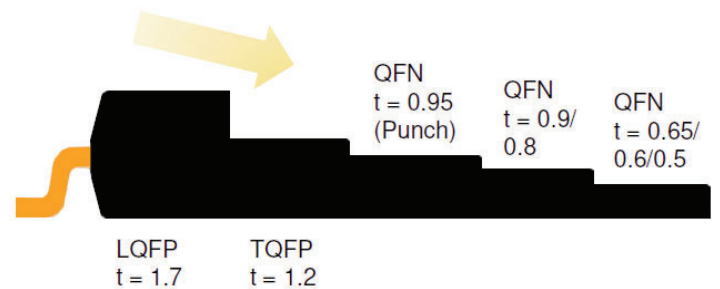 QFN
t = 0.95
(Punch)
QFN
t = 0.9/
0.8
QFN
t = 0.65/
0.6/0.5
LQFP
t = 1.7
TQFP
t = 1.2